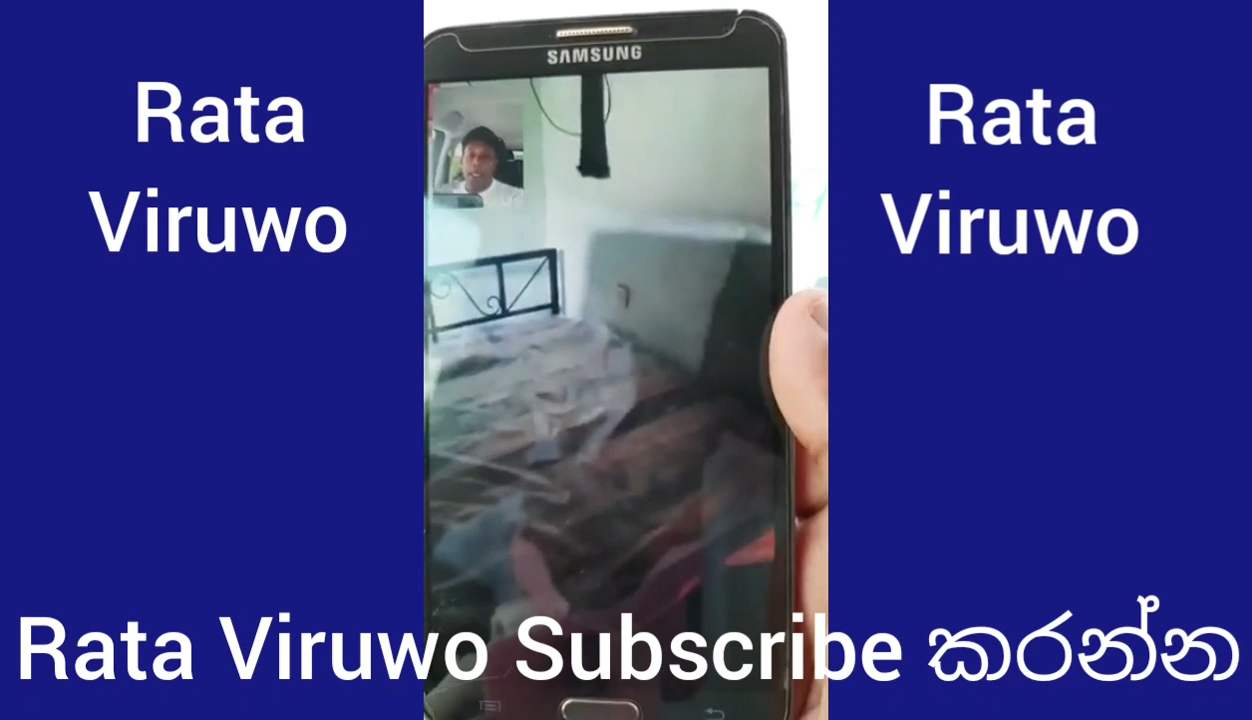 SAMSUNG
Rata
Viruwo
Rata
Viruwo
Rata Viruwo Subscribe කරන්න